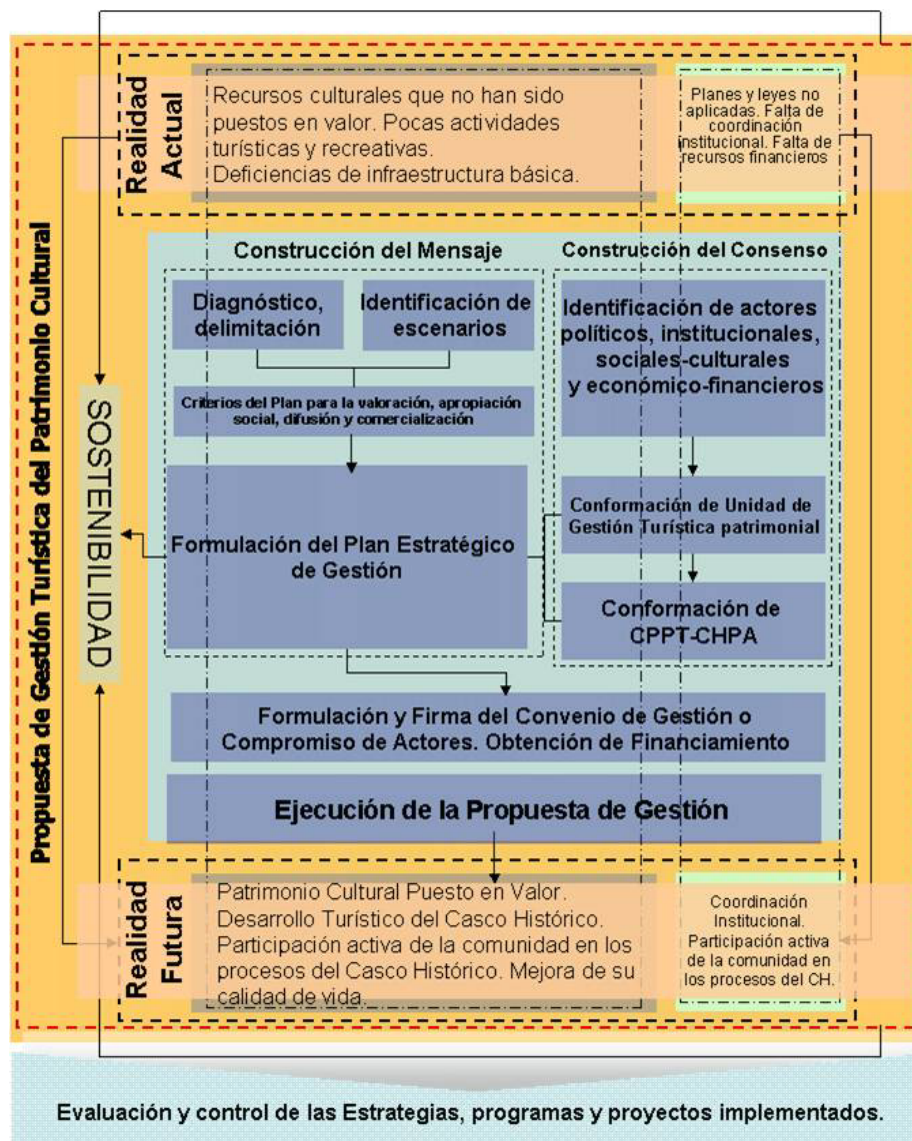 Propuesta de Gestión Turística del Patrimonio Cultural
SOSTENIBILIDAD
Realidad
Actual
Recursos culturales que no han sido
puestos en valor. Pocas actividades
turísticas y recreativas.
Deficiencias de infraestructura básica.
Planes y leyes no
aplicadas. Falta de
coordinación
institucional. Falta de
recursos financieros
Construcción del Mensaje
Diagnóstico,
delimitación
Identificación de
escenarios
Criterios del Plan para la valoración, apropiación
social, difusión y comercialización
Formulación del Plan Estratégico
de Gestión
Construcción del Consenso
Identificación de actores
políticos, institucionales,
sociales-culturales
y económico-financieros
Conformación de Unidad de
Gestión Turística patrimonial
Conformación de
CPPT-CHPA
Formulación y Firma del Convenio de Gestión o
Compromiso de Actores. Obtención de Financiamiento
Ejecución de la Propuesta de Gestión
Realidad
Futura
Patrimonio Cultural Puesto en Valor.
Desarrollo Turístico del Casco Histórico.
Participación activa de la comunidad en los
procesos del Casco Histórico. Mejora de su
calidad de vida.
Coordinación
Institucional.
Participación activa
de la comunidad en
los procesos del CH.
Evaluación y control de las Estrategias, programas y proyectos implementados.